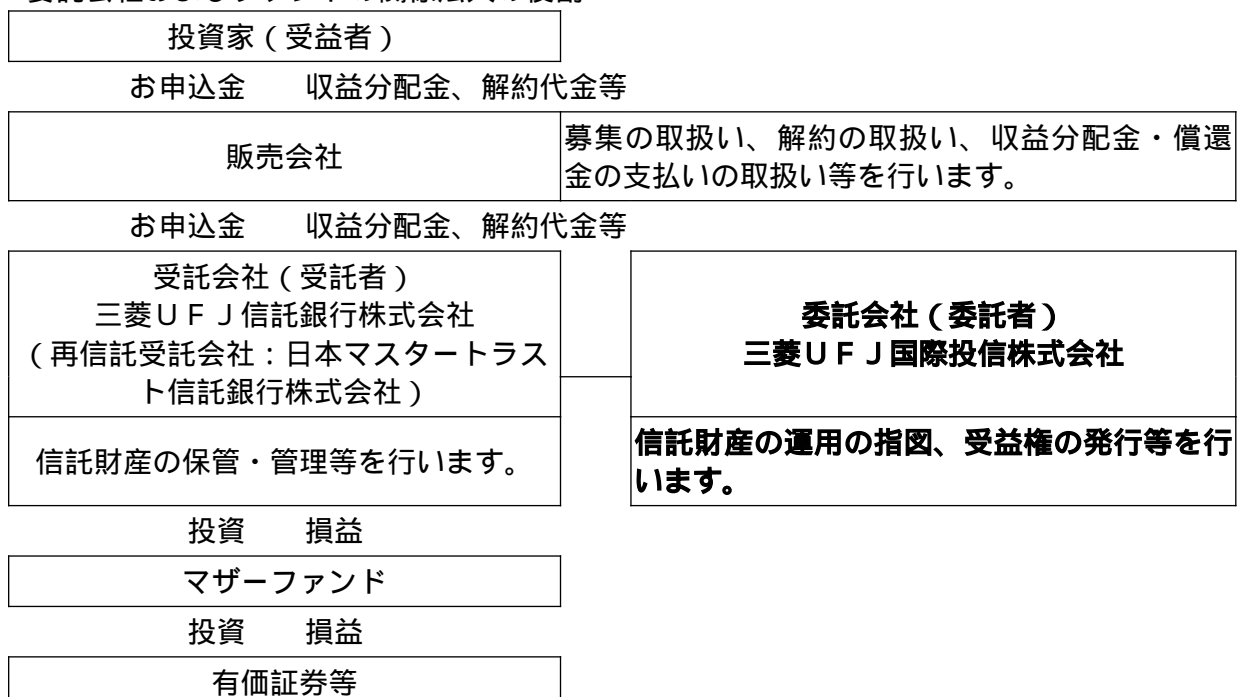 委託会社およびファンドの関係法人の役割
投資家(受益者)
お申込金　収益分配金、解約代金等
販売会社
募集の取扱い、解約の取扱い、収益分配金・償還
金の支払いの取扱い等を行います。
お申込金　収益分配金、解約代金等
受託会社(受託者)
三菱UFJ信託銀行株式会社
(再信託受託会社:日本マスタートラス
ト信託銀行株式会社)
委託会社(委託者)
三菱UFJ国際投信株式会社
信託財産の保管・管理等を行います。
信託財産の運用の指図、受益権の発行等を行
います。
投資　損益
マザーファンド
投資　損益
有価証券等